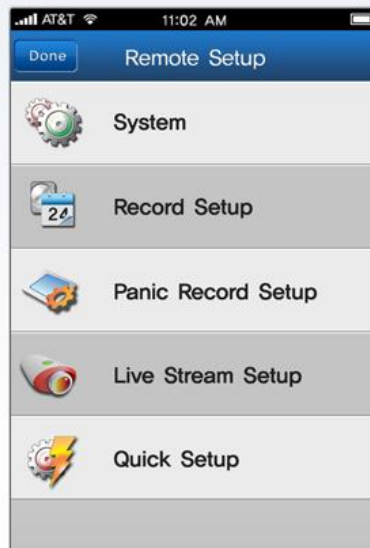 AT&T 11:02 AM
Done Remote Setup
System
24
Record Setup
Panic Record Setup
Live Stream Setup
Quick Setup